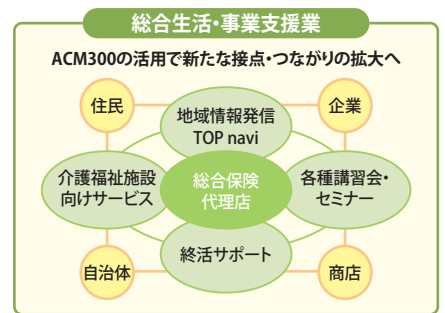 総合生活・事業支援業
ACM300の活用で新たな接点・つながりの拡大へ
住民
企業
地域情報発信
TOP navi
介護福祉施設
向けサービス
総合保険
代理店
各種講習会・
セミナー
終活サポート
自治体
商店